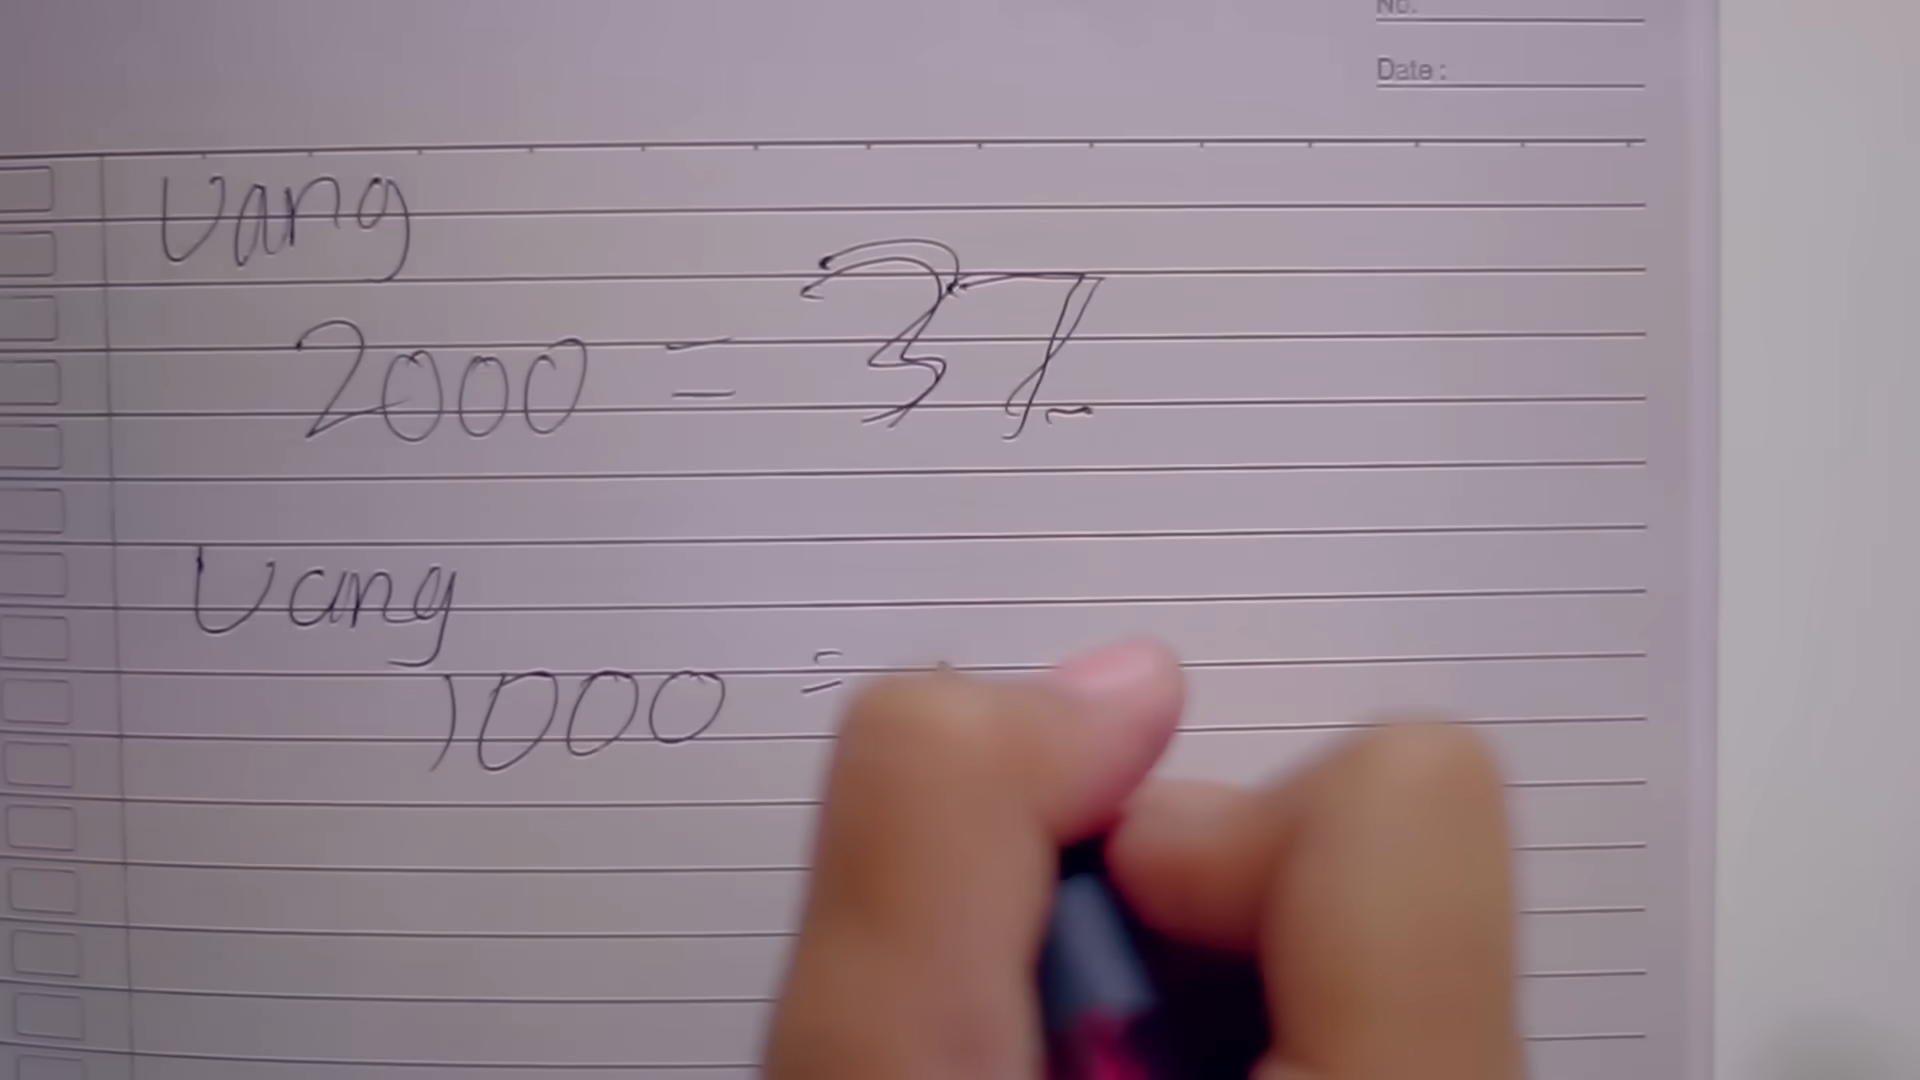 No.
Date :
Uang
2000 = 37
Uang
1000 =